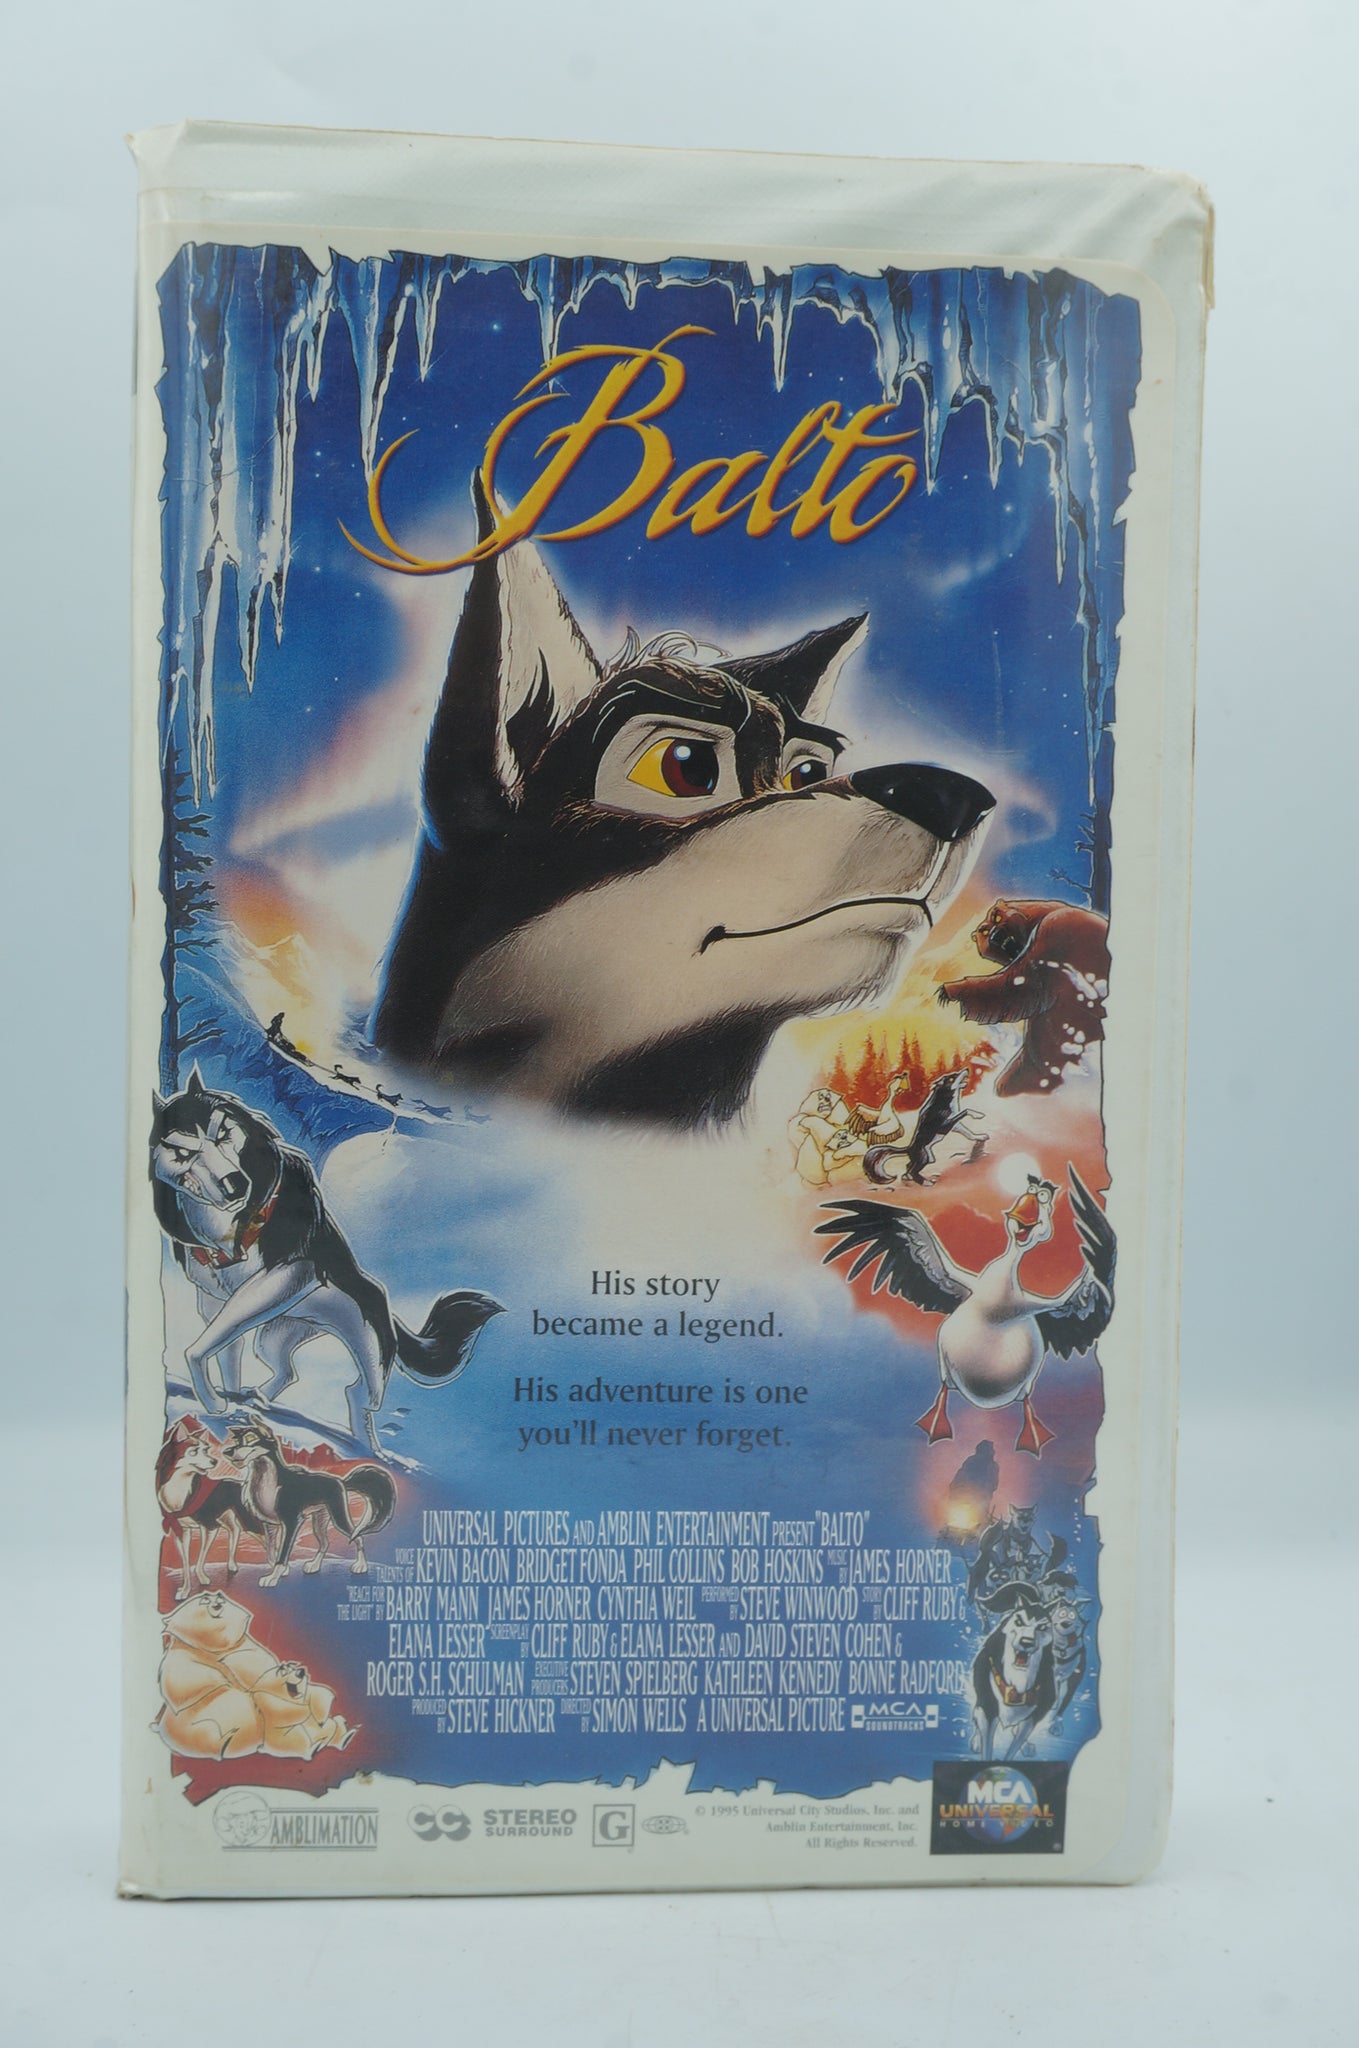 Balto
His story
became a legend.
His adventure is one
you'll never forget.
UNIVERSAL PICTURES AND AMBLIN ENTERTAINMENT PRESENT "BALTO"
VOICE TALENTS OF KEVIN BACON BRIDGET FONDA PHIL COLLINS BOB HOSKINS MUSIC BY JAMES HORNER
"REACH FOR THE LIGHT" BY BARRY MANN JAMES HORNER CYNTHIA WEIL PERFORMED BY STEVE WINWOOD STORY BY CLIFF RUBY &
ELANA LESSER SCREENPLAY BY CLIFF RUBY & ELANA LESSER AND DAVID STEVEN COHEN &
ROGER S.H. SCHULMAN EXECUTIVE PRODUCERS STEVEN SPIELBERG KATHLEEN KENNEDY BONNE RADFORD
PRODUCED BY STEVE HICKNER DIRECTED BY SIMON WELLS A UNIVERSAL PICTURE MCA
SOUNDTRACKS
AMBLIMATION
CC
STEREO
SURROUND
G
© 1995 Universal City Studios, Inc. and
Amblin Entertainment, Inc.
All Rights Reserved.
MCA
UNIVERSAL
HOME VIDEO